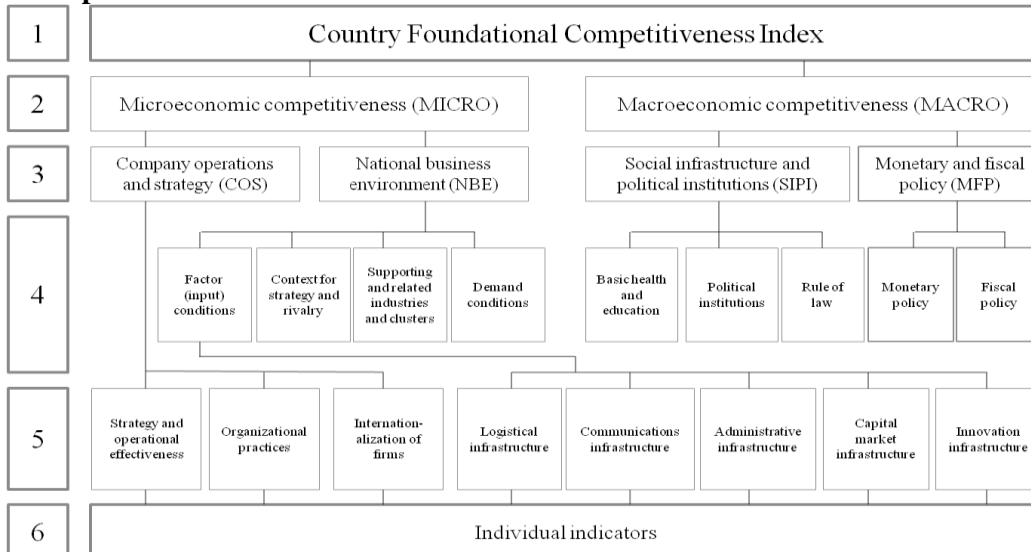 1
Country Foundational Competitiveness Index
2
Microeconomic competitiveness (MICRO)
Macroeconomic competitiveness (MACRO)
3
Company operations
and strategy (COS)
National business
environment (NBE)
Social infrastructure and
political institutions (SIPI)
Monetary and fiscal
policy (MFP)
4
Factor
(input)
conditions
Context for
strategy and
rivalry
Supporting
and related
industries
and clusters
Demand
conditions
Basic health
and
education
Political
institutions
Rule of
law
Monetary
policy
Fiscal
policy
5
Strategy and
operational
effectiveness
Organizational
practices
Internation-
alization of
firms
Logistical
infrastructure
Communications
infrastructure
Administrative
infrastructure
Capital
market
infrastructure
Innovation
infrastructure
6
Individual indicators